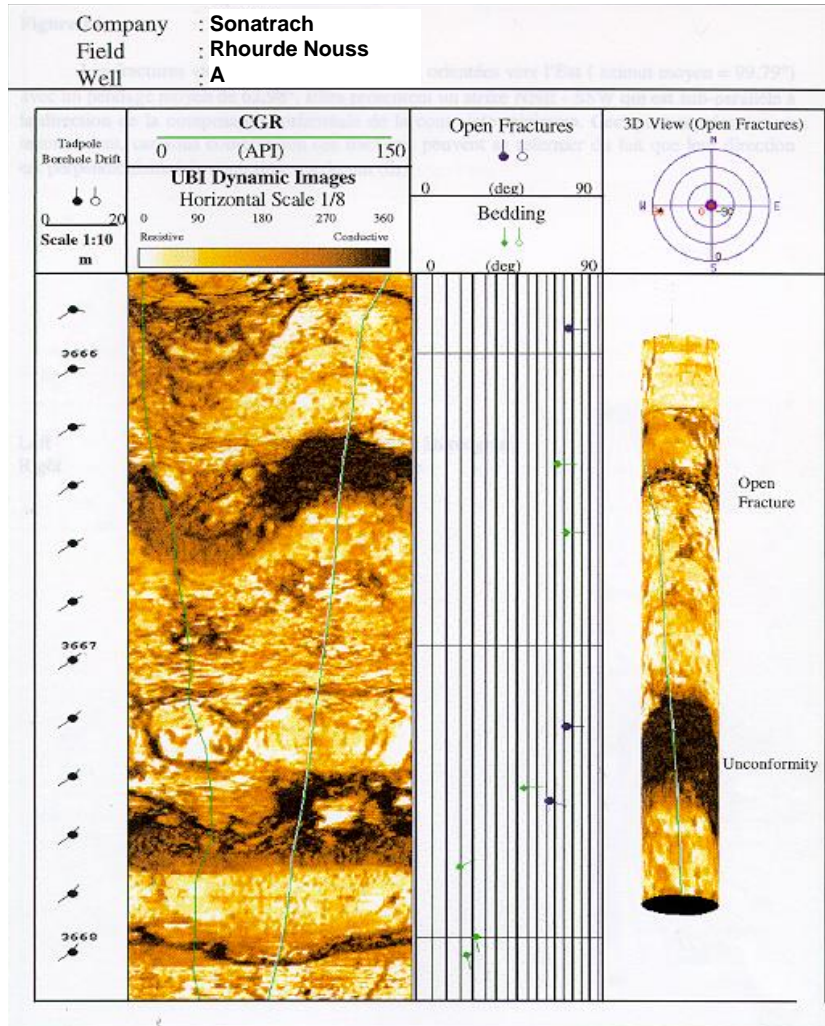 Company : Sonatrach
Field : Rhourde Nouss
Well : A
Tadpole
Borehole Drift
0 20
Scale 1:10
m
CGR
0 (API) 150
UBI Dynamic Images
Horizontal Scale 1/8
0 90 180 270 360
Resistive Conductive
Open Fractures
0 (deg) 90
Bedding
0 (deg) 90
3D View (Open Fractures)
N
W E
S
0
3666
3667
3668
Open
Fracture
Unconformity